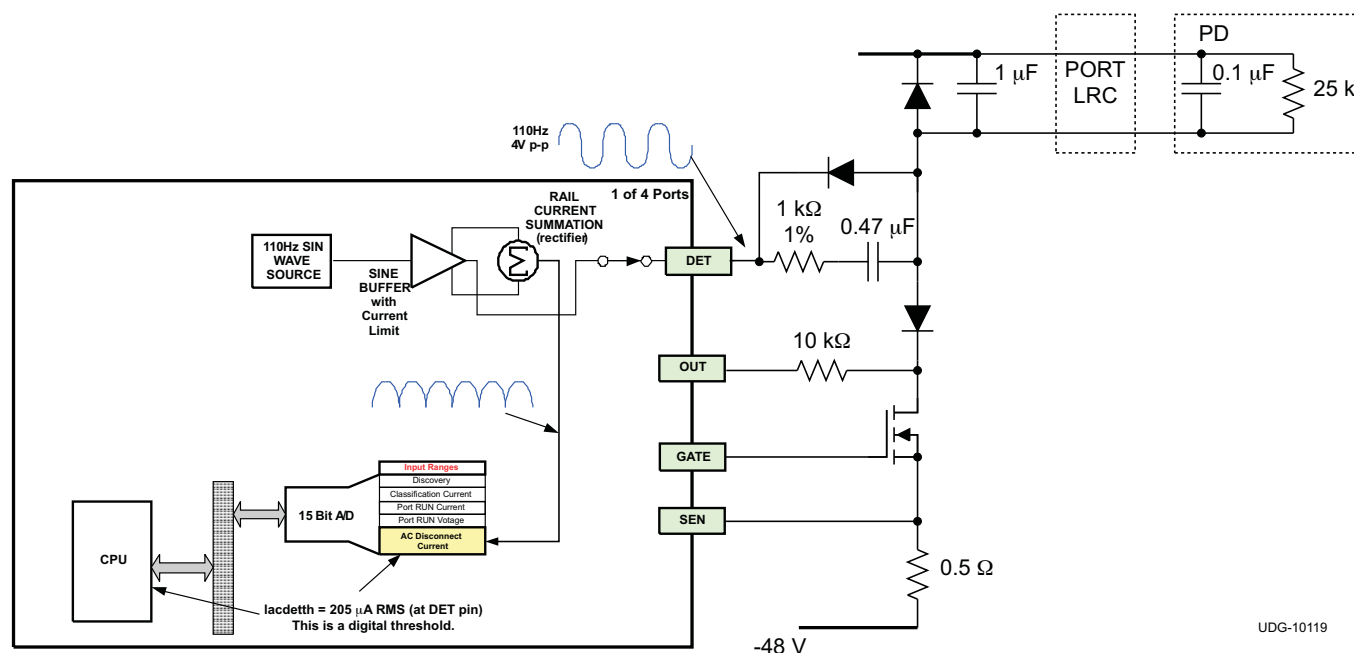 PD
1 μF
PORT
LRC
0.1 μF
25 k
110Hz
4V p-p
1 of 4 Ports
RAIL
CURRENT
SUMMATION
(rectifier)
1 kΩ
1%
0.47 μF
110Hz SIN
WAVE
SOURCE
Σ
DET
SINE
BUFFER
with
Current
Limit
10 kΩ
OUT
GATE
Input Ranges
Discovery
Classification Current
Port RUN Current
Port RUN Votage
AC Disconnect
Current
15 Bit A/D
SEN
CPU
0.5 Ω
Iacdetth = 205 μA RMS (at DET pin)
This is a digital threshold.
-48 V
UDG-10119